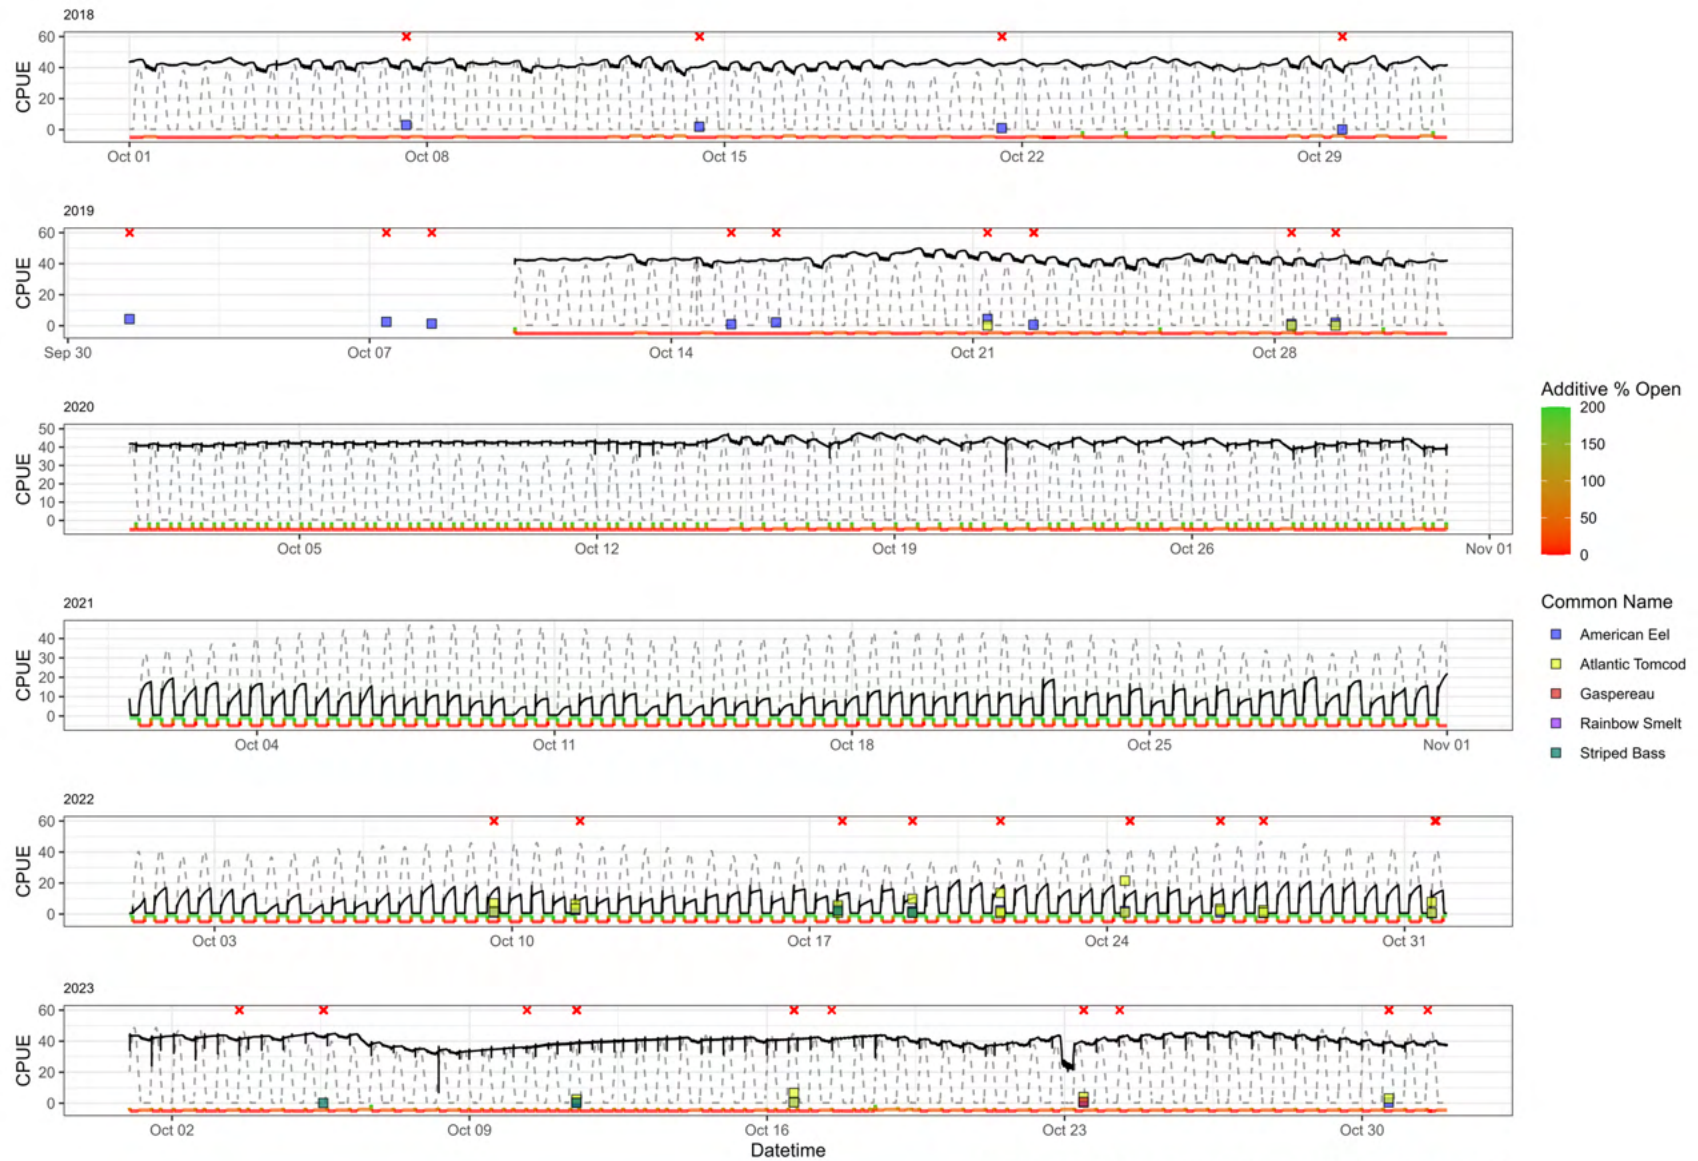 2018
CPUE
60
40
20
0
Oct 01 Oct 08 Oct 15 Oct 22 Oct 29
2019
CPUE
60
40
20
0
Sep 30 Oct 07 Oct 14 Oct 21 Oct 28
2020
CPUE
50
40
30
20
10
0
Oct 05 Oct 12 Oct 19 Oct 26 Nov 01
2021
CPUE
40
30
20
10
0
Oct 04 Oct 11 Oct 18 Oct 25 Nov 01
2022
CPUE
60
40
20
0
Oct 03 Oct 10 Oct 17 Oct 24 Oct 31
2023
CPUE
60
40
20
0
Oct 02 Oct 09 Oct 16 Oct 23 Oct 30
Datetime
Additive % Open
200
150
100
50
0
Common Name
American Eel
Atlantic Tomcod
Gaspereau
Rainbow Smelt
Striped Bass